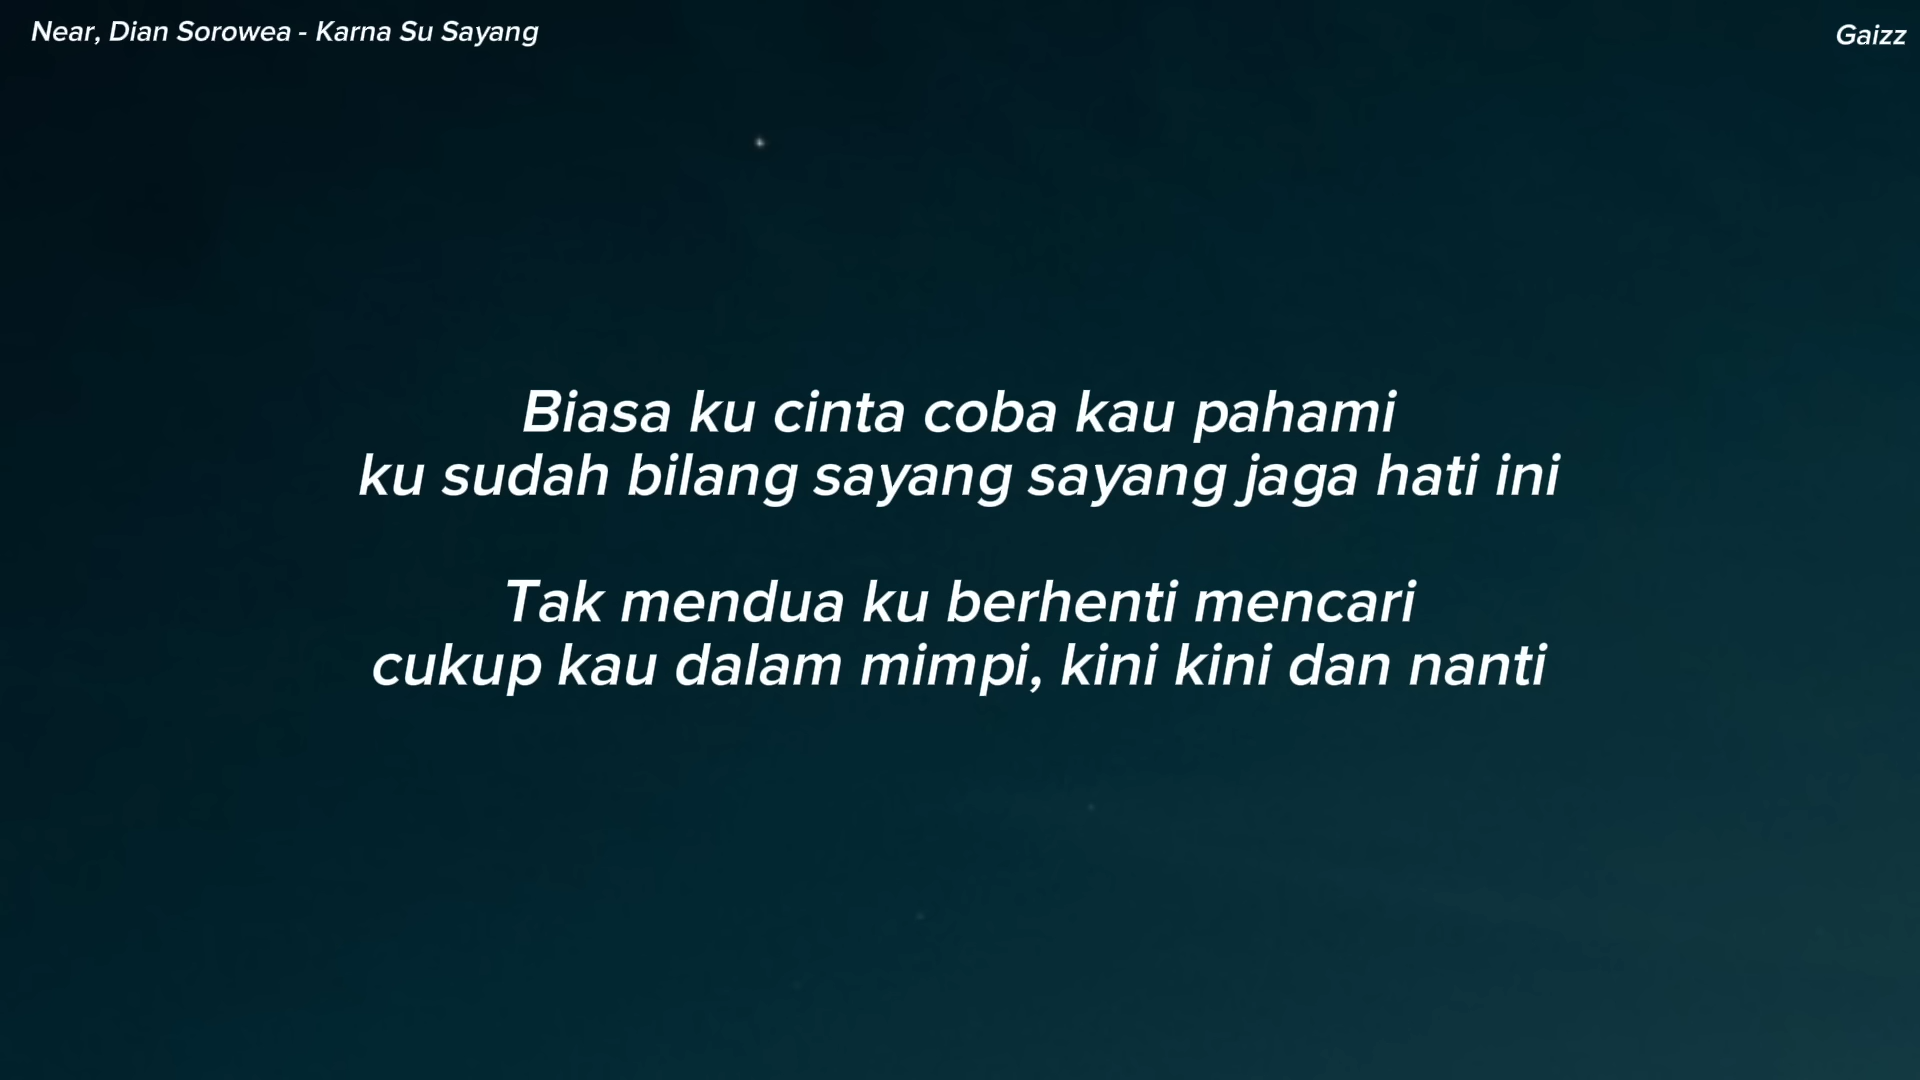 Near, Dian Sorowea - Karna Su Sayang
Gaizz
Biasa ku cinta coba kau pahami
ku sudah bilang sayang sayang jaga hati ini
Tak mendua ku berhenti mencari
cukup kau dalam mimpi, kini kini dan nanti